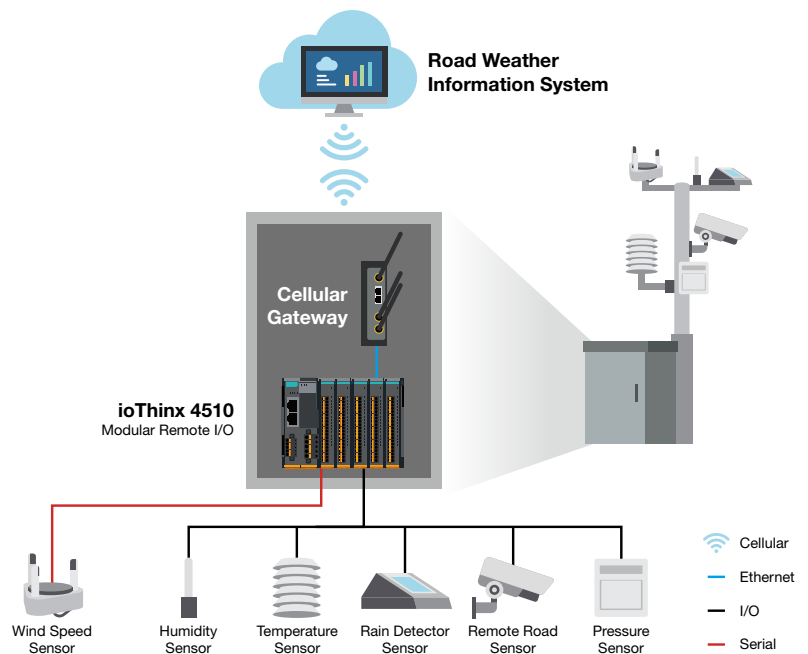 Road Weather
Information System
Cellular
Gateway
ioThinx 4510
Modular Remote I/O
Wind Speed
Sensor
Humidity
Sensor
Temperature
Sensor
Rain Detector
Sensor
Remote Road
Sensor
Pressure
Sensor
Cellular
Ethernet
I/O
Serial